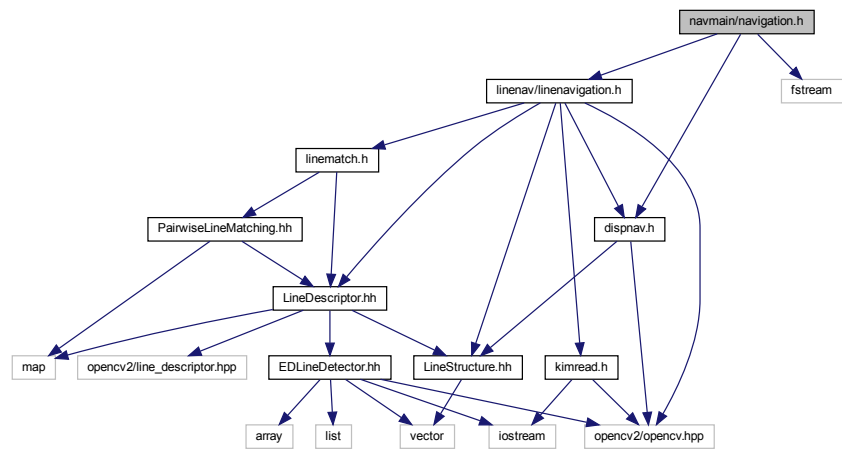 navmain/navigation.h
linenav/linenavigation.h
fstream
linematch.h
PairwiseLineMatching.hh
dispnav.h
LineDescriptor.hh
map
opencv2/line_descriptor.hpp
EDLineDetector.hh
LineStructure.hh
kimread.h
array
list
vector
iostream
opencv2/opencv.hpp